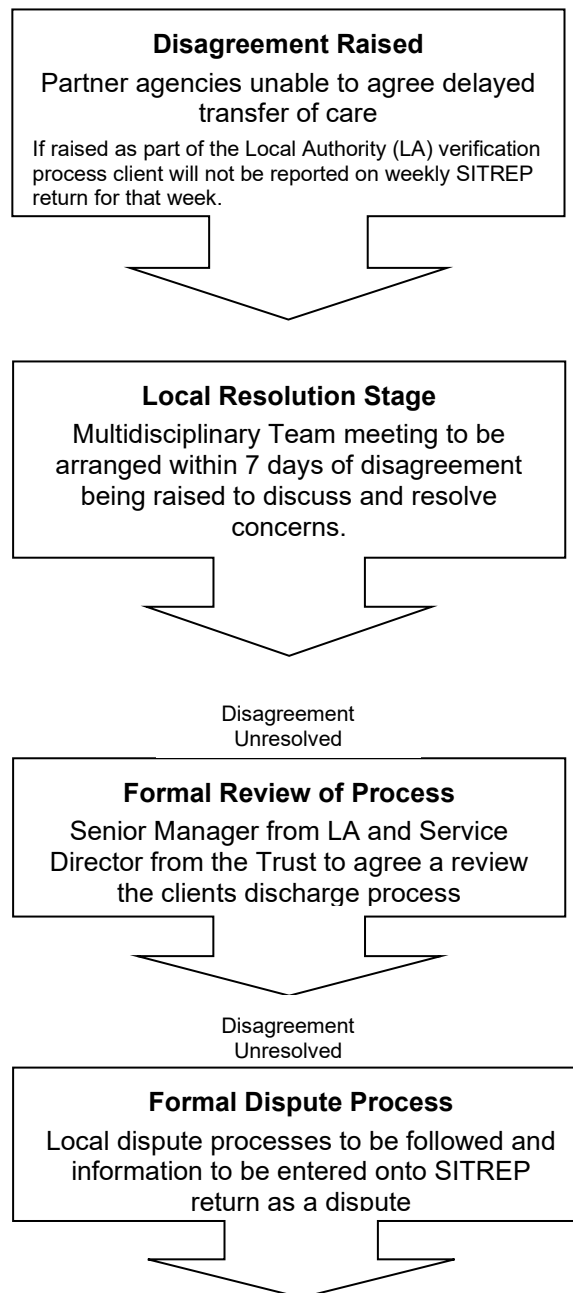 Disagreement Raised
Partner agencies unable to agree delayed
transfer of care
If raised as part of the Local Authority (LA) verification
process client will not be reported on weekly SITREP
return for that week.
Local Resolution Stage
Multidisciplinary Team meeting to be
arranged within 7 days of disagreement
being raised to discuss and resolve
concerns.
Disagreement
Unresolved
Formal Review of Process
Senior Manager from LA and Service
Director from the Trust to agree a review
the clients discharge process
Disagreement
Unresolved
Formal Dispute Process
Local dispute processes to be followed and
information to be entered onto SITREP
return as a dispute